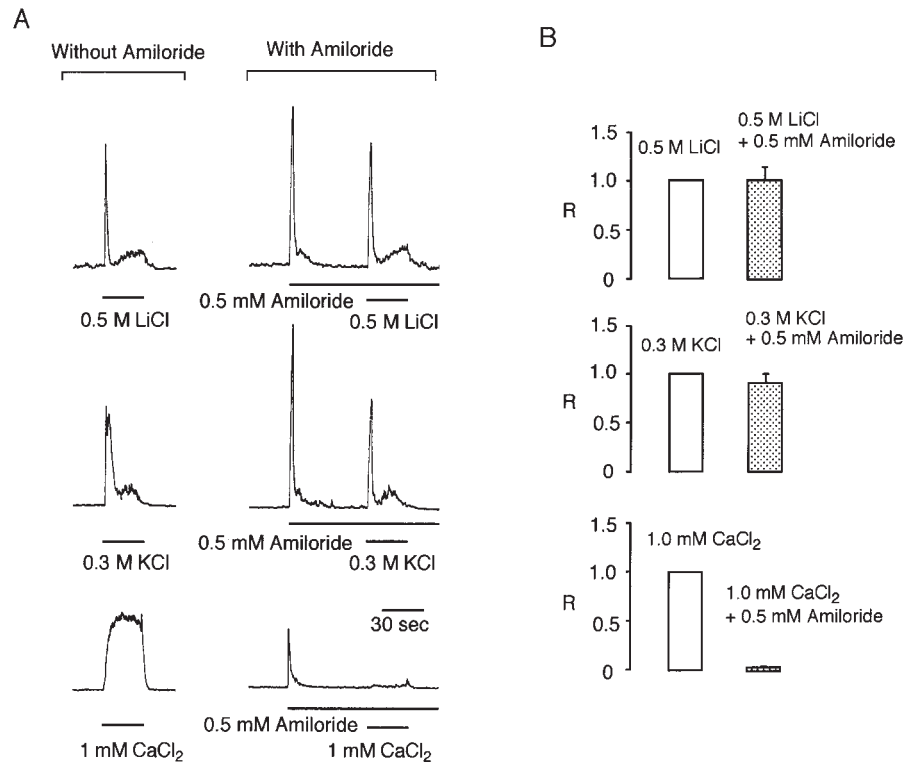 A
Without Amiloride
With Amiloride
0.5 M LiCl
0.5 mM Amiloride
0.5 M LiCl
0.3 M KCl
0.5 mM Amiloride
0.3 M KCl
30 sec
1 mM CaCl₂
0.5 mM Amiloride
1 mM CaCl₂
B
R
1.5
1.0
0.5
0
0.5 M LiCl
0.5 M LiCl
+ 0.5 mM Amiloride
R
1.5
1.0
0.5
0
0.3 M KCl
0.3 M KCl
+ 0.5 mM Amiloride
R
1.5
1.0
0.5
0
1.0 mM CaCl₂
1.0 mM CaCl₂
+ 0.5 mM Amiloride